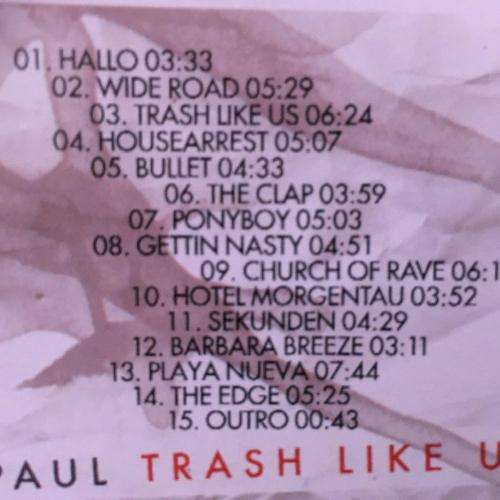 01. HALLO 03:33
02. WIDE ROAD 05:29
03. TRASH LIKE US 06:24
04. HOUSEARREST 05:07
05. BULLET 04:33
06. THE CLAP 03:59
07. PONYBOY 05:03
08. GETTIN NASTY 04:51
09. CHURCH OF RAVE 06:1
10. HOTEL MORGENTAU 03:52
11. SEKUNDEN 04:29
12. BARBARA BREEZE 03:11
13. PLAYA NUEVA 07:44
14. THE EDGE 05:25
15. OUTRO 00:43
PAUL TRASH LIKE U